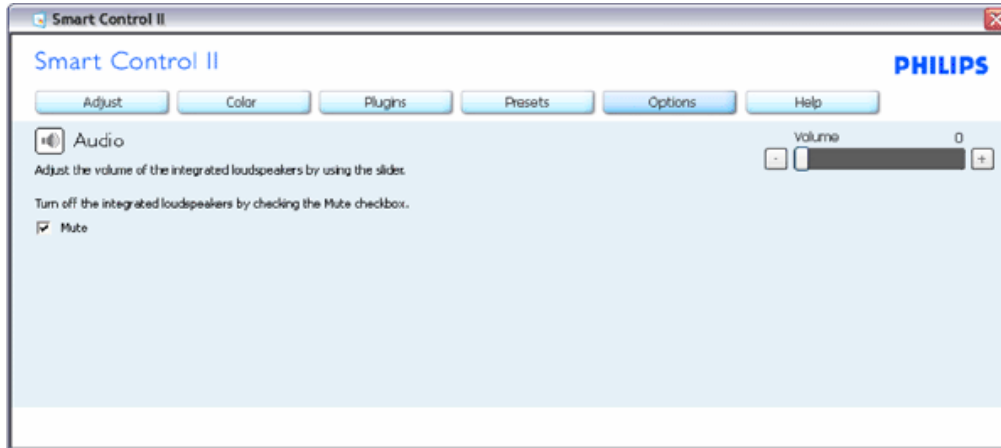 Smart Control II
Smart Control II
PHILIPS
Adjust Color Plugins Presets Options Help
Audio
Volume 0
- +
Adjust the volume of the integrated loudspeakers by using the slider.
Turn off the integrated loudspeakers by checking the Mute checkbox.
Mute